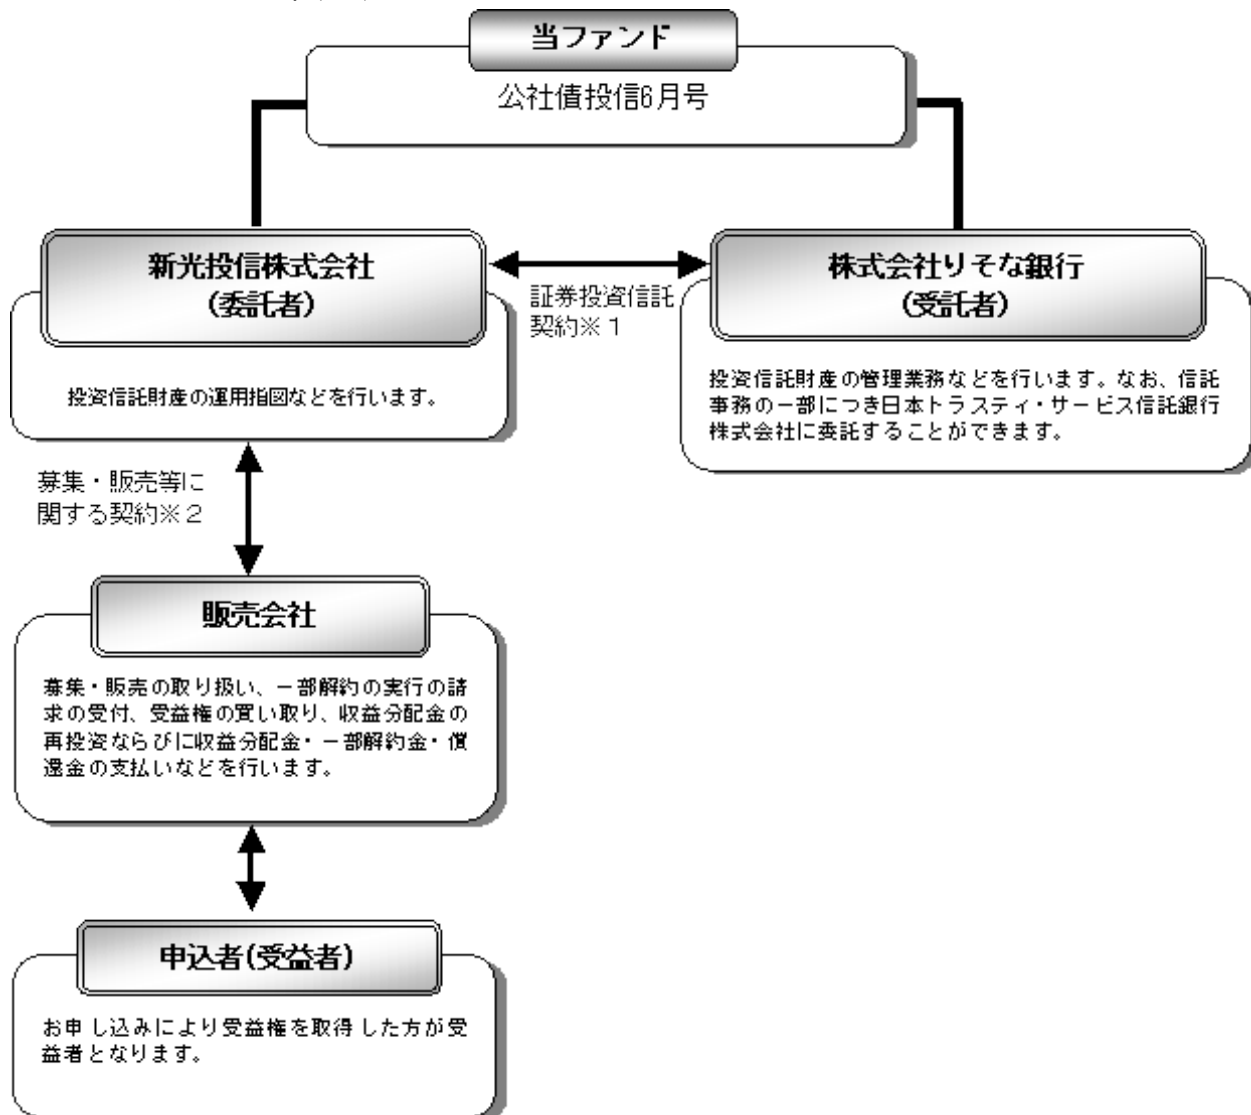 当ファンド
公社債投信6月号
新光投信株式会社
(委託者)
投資信託財産の運用指図などを行います。
証券投資信託
契約※1
株式会社りそな銀行
(受託者)
投資信託財産の管理業務などを行います。なお、信託
事務の一部につき日本トラスティ・サービス信託銀行
株式会社に委託することができます。
募集・販売等に
関する契約※2
販売会社
募集・販売の取り扱い、一部解約の実行の請
求の受付、受益権の買い取り、収益分配金の
再投資ならびに収益分配金・一部解約金・償
還金の支払いなどを行います。
申込者(受益者)
お申し込みにより受益権を取得した方が受
益者となります。